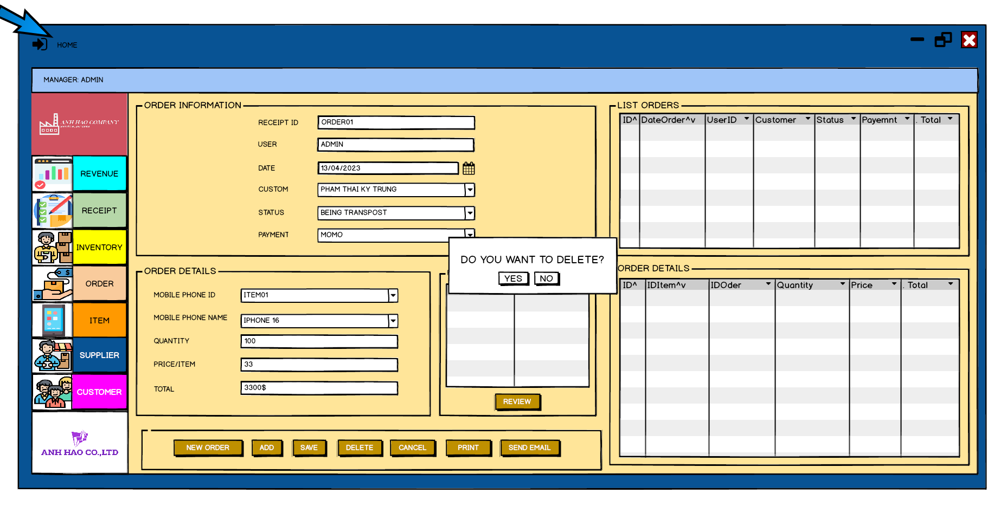 HOME
MANAGER: ADMIN
ANH HAO COMPANY
REVENUE
RECEIPT
INVENTORY
ORDER
ITEM
SUPPLIER
CUSTOMER
ANH HAO CO.,LTD
ORDER INFORMATION
RECEIPT ID ORDER01
USER ADMIN
DATE 13/04/2023
CUSTOM PHAM THAI KY TRUNG
STATUS BEING TRANSPOST
PAYMENT MOMO
DO YOU WANT TO DELETE?
YES NO
ORDER DETAILS
MOBILE PHONE ID ITEM01
MOBILE PHONE NAME IPHONE 16
QUANTITY 100
PRICE/ITEM 33
TOTAL 3300$
REVIEW
NEW ORDER ADD SAVE DELETE CANCEL PRINT SEND EMAIL
LIST ORDERS
ID^ DateOrder^v UserID Customer Status Payemnt . Total
ORDER DETAILS
ID^ IDItem^v IDOder Quantity Price . Total